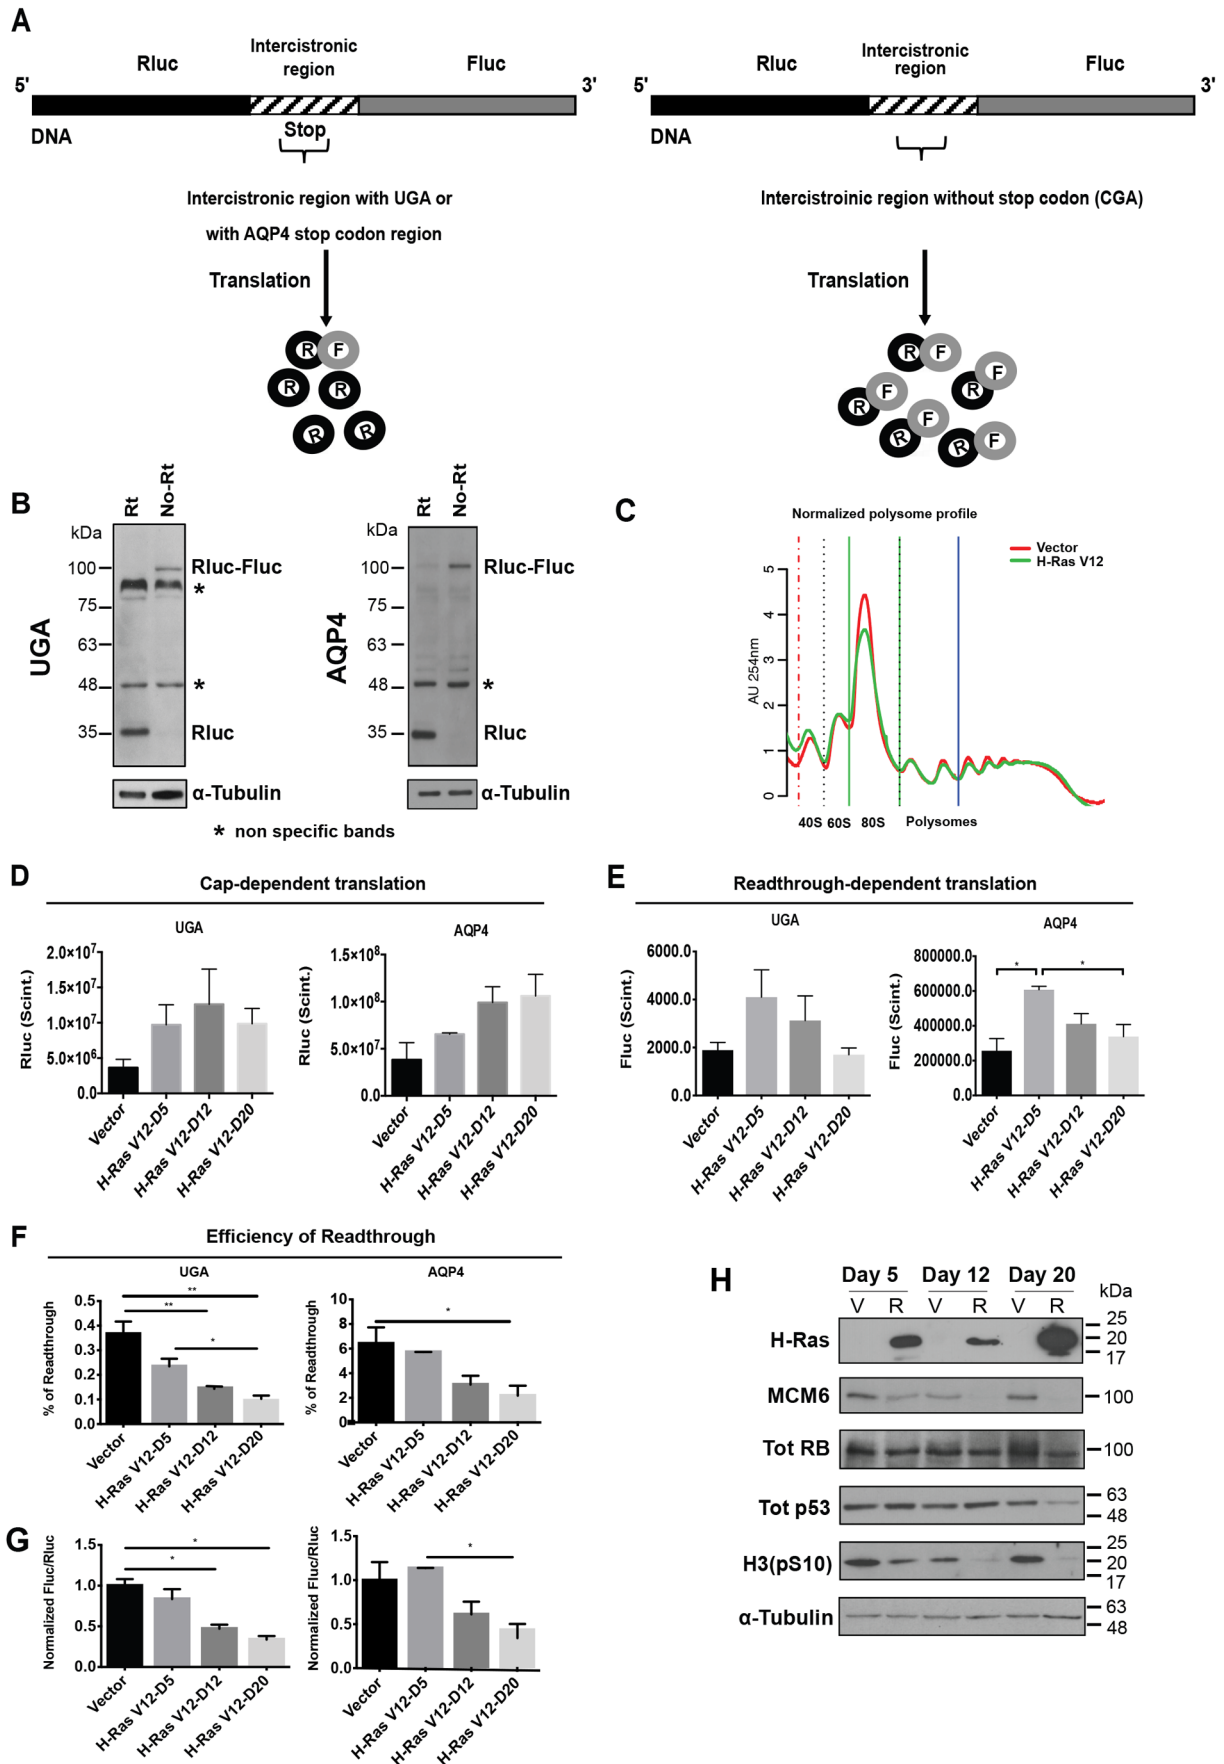 A
Rluc
Intercistronic
region
Fluc
5'
3'
DNA
Stop
Intercistronic region with UGA or
with AQP4 stop codon region
Translation
R
F
R
R
R
R
Rluc
Intercistronic
region
Fluc
5'
3'
DNA
Intercistroinic region without stop codon (CGA)
Translation
R
F
F
R
F
R
F
R
R
F
B
UGA
kDa
Rt
No-Rt
100
75
63
48
35
Rluc-Fluc
*
*
Rluc
α-Tubulin
AQP4
kDa
Rt
No-Rt
100
75
63
48
35
Rluc-Fluc
*
Rluc
α-Tubulin
* non specific bands
C
Normalized polysome profile
Vector
H-Ras V12
AU 254nm
5
4
3
2
1
0
40S 60S 80S Polysomes
D
Cap-dependent translation
UGA
Rluc (Scint.)
2.0×10⁷
1.5×10⁷
1.0×10⁷
5.0×10⁶
0.0
Vector
H-Ras V12-D5
H-Ras V12-D12
H-Ras V12-D20
AQP4
Rluc (Scint.)
1.5×10⁸
1.0×10⁸
5.0×10⁷
0.0
Vector
H-Ras V12-D5
H-Ras V12-D12
H-Ras V12-D20
E
Readthrough-dependent translation
UGA
Fluc (Scint.)
6000.0
4000.0
2000.0
0.0
Vector
H-Ras V12-D5
H-Ras V12-D12
H-Ras V12-D20
AQP4
Fluc (Scint.)
800000.0
600000.0
400000.0
200000.0
0.0
*
*
Vector
H-Ras V12-D5
H-Ras V12-D12
H-Ras V12-D20
F
Efficiency of Readthrough
UGA
% of Readthrough
0.5
0.4
0.3
0.2
0.1
0.0
**
**
*
Vector
H-Ras V12-D5
H-Ras V12-D12
H-Ras V12-D20
AQP4
% of Readthrough
10
8
6
4
2
0
*
Vector
H-Ras V12-D5
H-Ras V12-D12
H-Ras V12-D20
G
Normalized Fluc/Rluc
1.5
1.0
0.5
0.0
*
*
Vector
H-Ras V12-D5
H-Ras V12-D12
H-Ras V12-D20
Normalized Fluc/Rluc
1.5
1.0
0.5
0.0
*
Vector
H-Ras V12-D5
H-Ras V12-D12
H-Ras V12-D20
H
Day 5 Day 12 Day 20
V R V R V R
kDa
H-Ras
25
20
17
MCM6
100
Tot RB
100
Tot p53
63
48
H3(pS10)
25
20
17
α-Tubulin
63
48